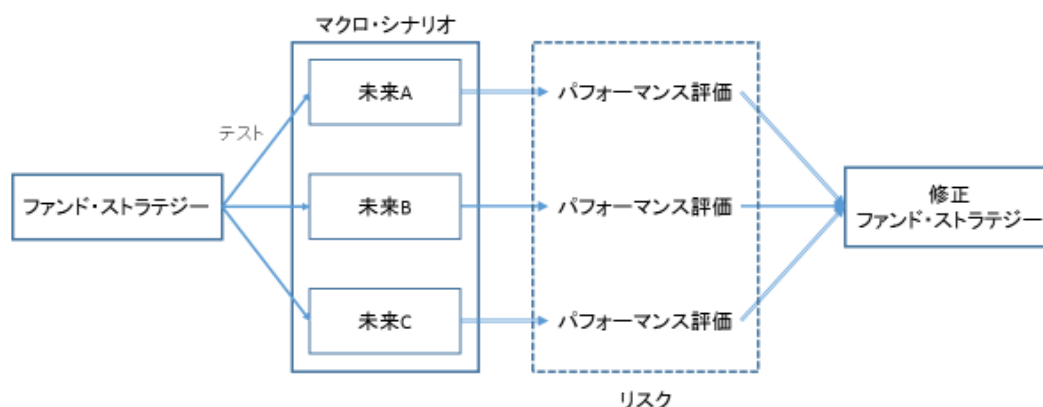 マクロ・シナリオ
未来A
パフォーマンス評価
テスト
ファンド・ストラテジー
未来B
パフォーマンス評価
修正
ファンド・ストラテジー
未来C
パフォーマンス評価
リスク